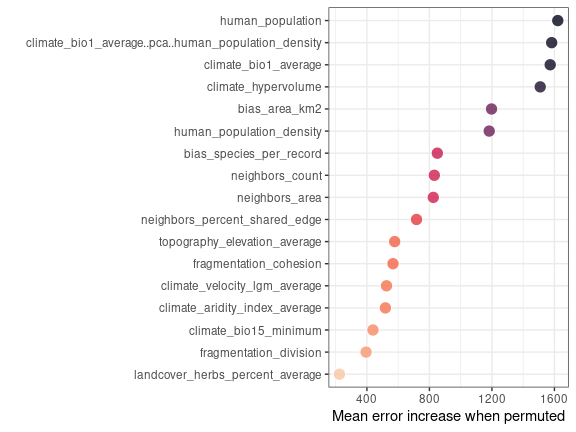 human_population
climate_bio1_average..pca..human_population_density
climate_bio1_average
climate_hypervolume
bias_area_km2
human_population_density
bias_species_per_record
neighbors_count
neighbors_area
neighbors_percent_shared_edge
topography_elevation_average
fragmentation_cohesion
climate_velocity_lgm_average
climate_aridity_index_average
climate_bio15_minimum
fragmentation_division
landcover_herbs_percent_average
400 800 1200 1600
Mean error increase when permuted